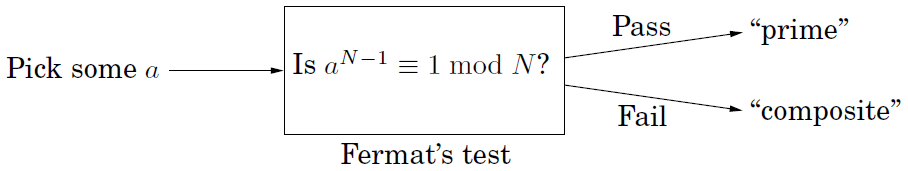 Pick some a
Is a^{N−1} ≡ 1 mod N?
Pass
"prime"
Fail
"composite"
Fermat's test